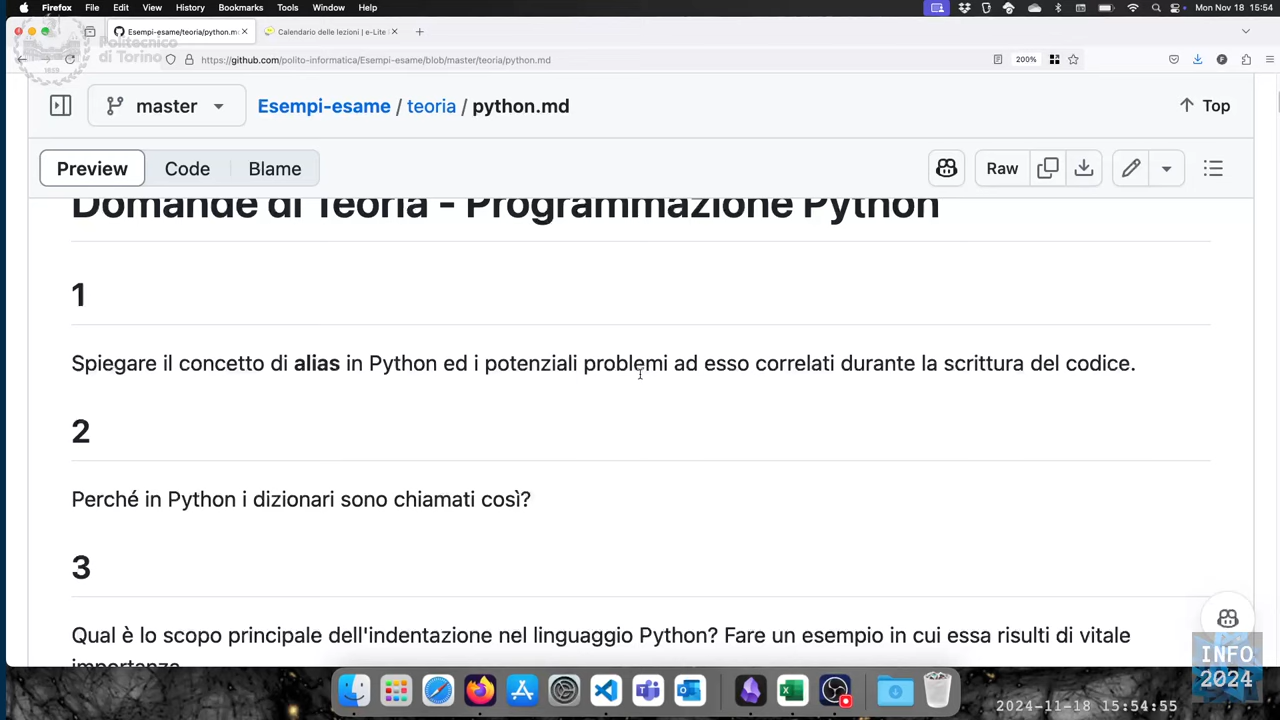 Firefox File Edit View History Bookmarks Tools Window Help Mon Nov 18 15:54
Esempi-esame/teoria/python.m Calendario delle lezioni | e-Lite
Politecnico
di Torino
https://github.com/polito-informatica/Esempi-esame/blob/master/teoria/python.md 200%
master Esempi-esame / teoria / python.md Top
Preview Code Blame Raw
Domande di Teoria - Programmazione Python
1
Spiegare il concetto di alias in Python ed i potenziali problemi ad esso correlati durante la scrittura del codice.
2
Perché in Python i dizionari sono chiamati così?
3
Qual è lo scopo principale dell'indentazione nel linguaggio Python? Fare un esempio in cui essa risulti di vitale
importanza
INFO
2024
2024-11-18 15:54:55